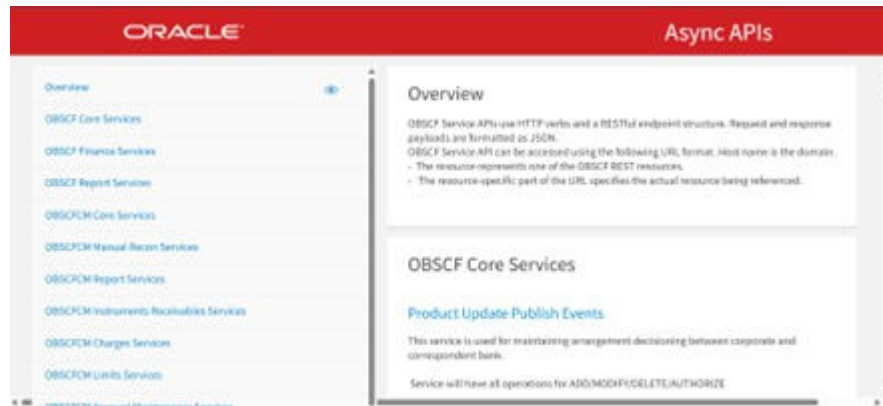 ORACLE
Async APIs
Overview
OBSCF Core Services
OBSCF Finance Services
OBSCF Report Services
OBSCFCM Core Services
OBSCFCM Manual Recon Services
OBSCFCM Report Services
OBSCFCM Instruments Receivables Services
OBSCFCM Charges Services
OBSCFCM Limits Services
Overview
OBSCF Service APIs use HTTP verbs and a RESTful endpoint structure. Request and response
payloads are formatted as JSON.
OBSCF Service API can be accessed using the following URL format. Host name is the domain.
- The resource represents one of the OBSCF REST resources.
- The resource-specific part of the URL specifies the actual resource being referenced.
OBSCF Core Services
Product Update Publish Events
This service is used for maintaining arrangement decisioning between corporate and
correspondent bank.
Service will have all operations for ADD/MODIFY/DELETE/AUTHORIZE